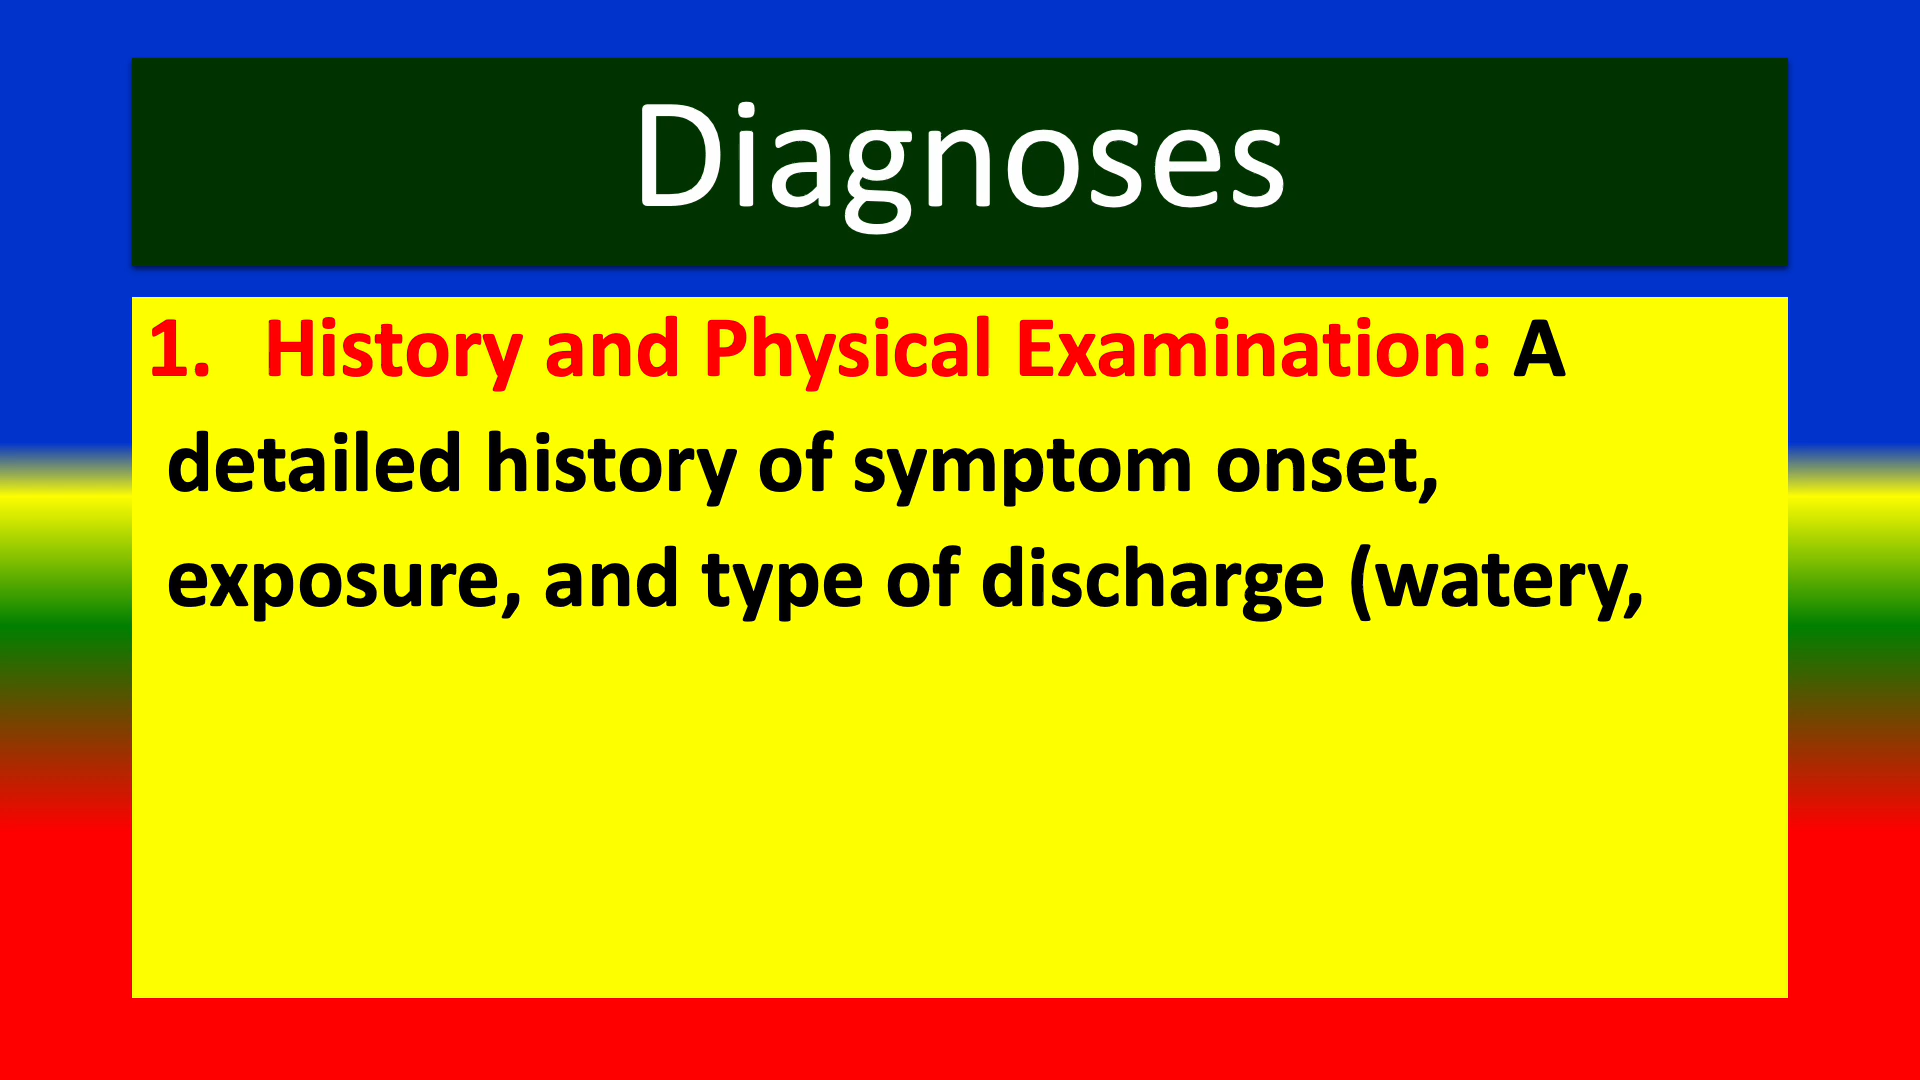 Diagnoses
1. History and Physical Examination: A
detailed history of symptom onset,
exposure, and type of discharge (watery,